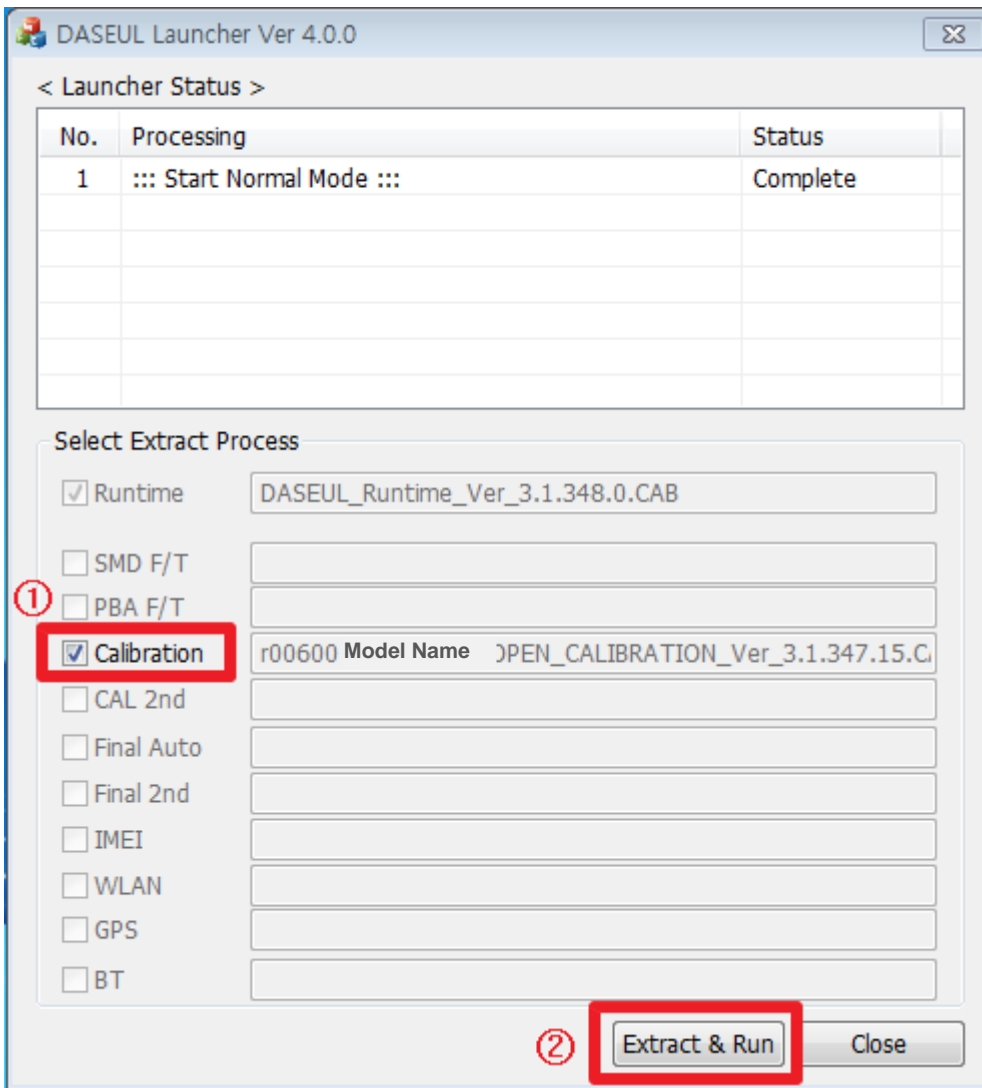 DASEUL Launcher Ver 4.0.0
< Launcher Status >
No. Processing Status
1 ::: Start Normal Mode ::: Complete
Select Extract Process
Runtime DASEUL_Runtime_Ver_3.1.348.0.CAB
SMD F/T
①
PBA F/T
Calibration r00600 Model Name OPEN_CALIBRATION_Ver_3.1.347.15.CA
CAL 2nd
Final Auto
Final 2nd
IMEI
WLAN
GPS
BT
② Extract & Run Close